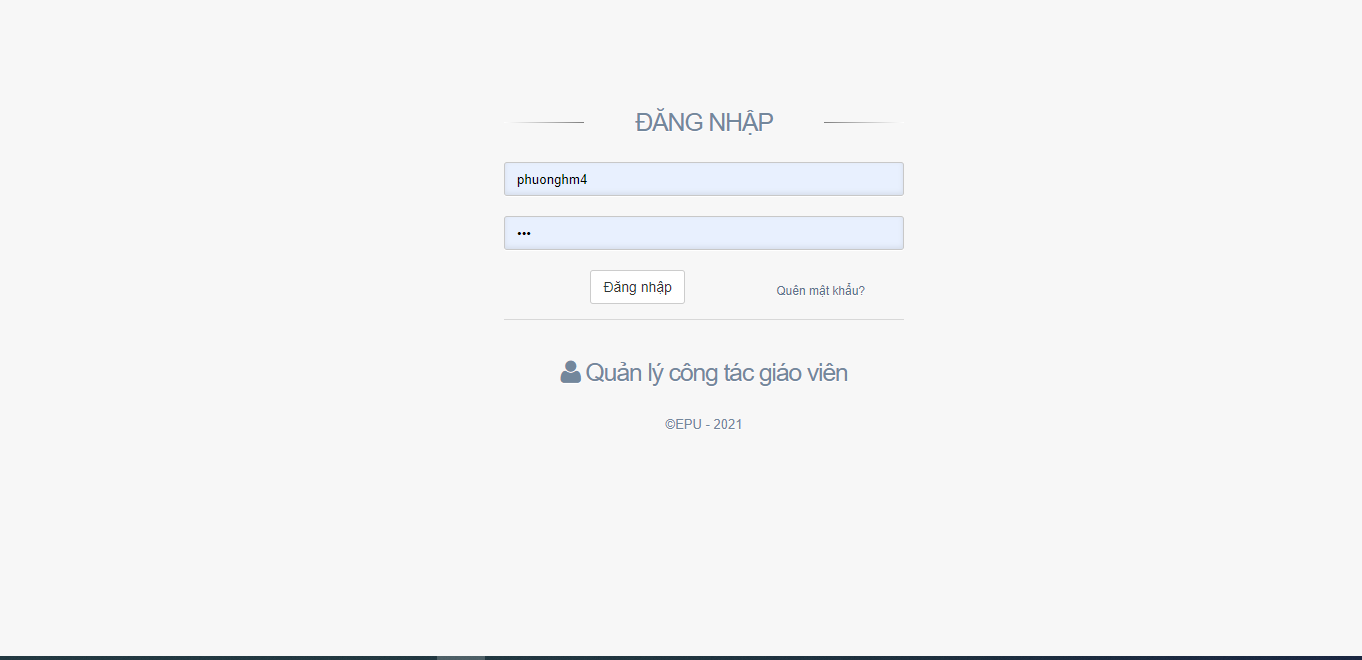 ĐĂNG NHẬP
phuonghm4
•••
Đăng nhập
Quên mật khẩu?
Quản lý công tác giáo viên
©EPU - 2021